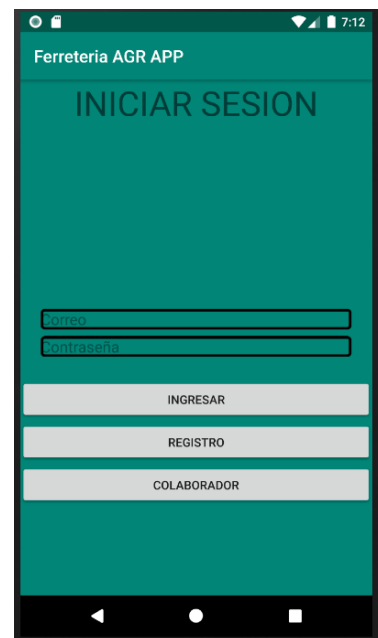 7:12
Ferreteria AGR APP
INICIAR SESION
Correo
Contraseña
INGRESAR
REGISTRO
COLABORADOR